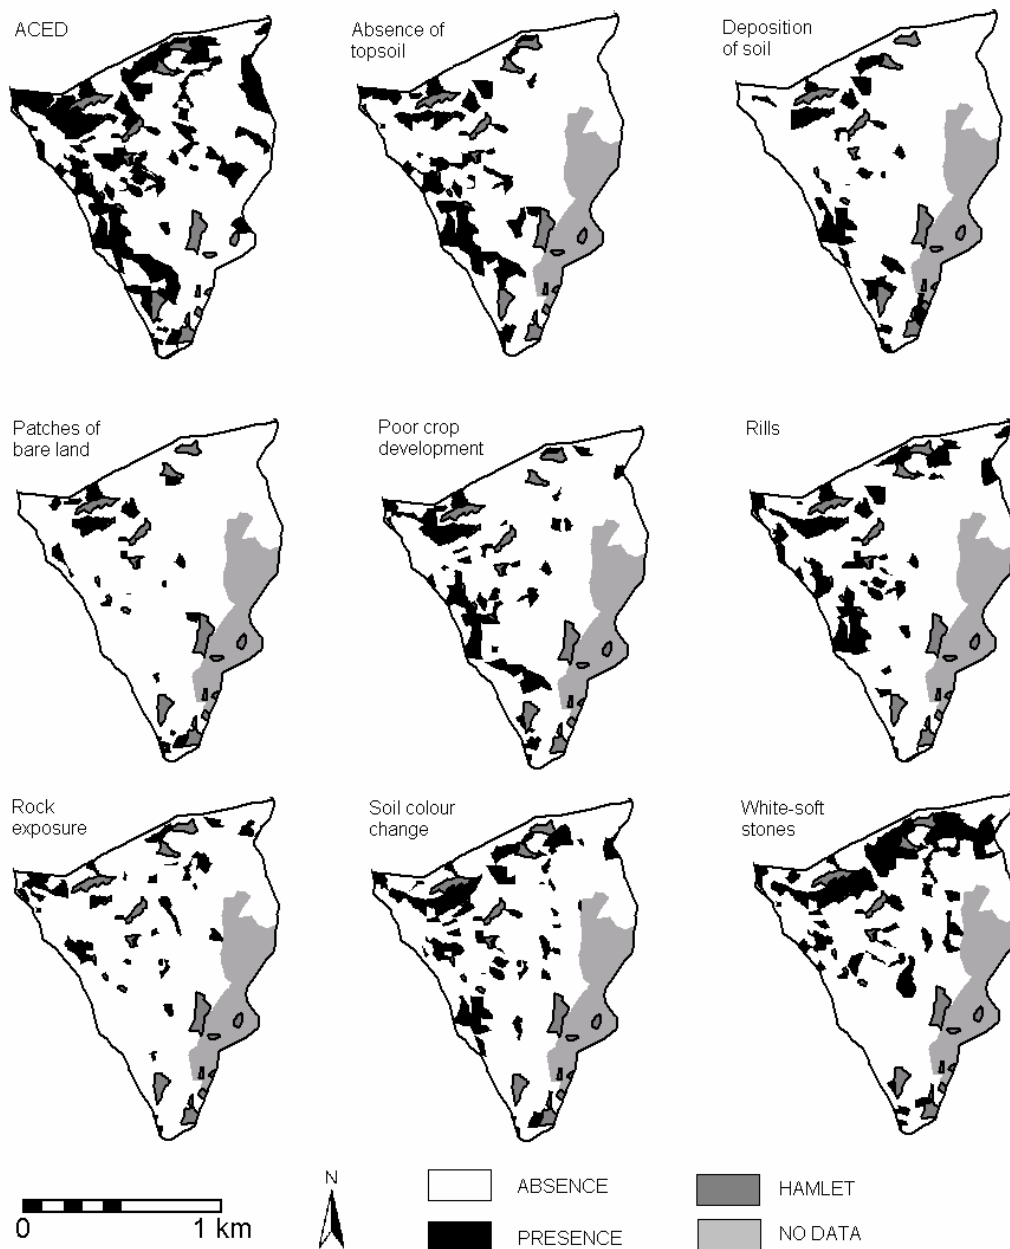 ACED
Absence of
topsoil
Deposition
of soil
Patches of
bare land
Poor crop
development
Rills
Rock
exposure
Soil colour
change
White-soft
stones
0 1 km
N
ABSENCE
PRESENCE
HAMLET
NO DATA